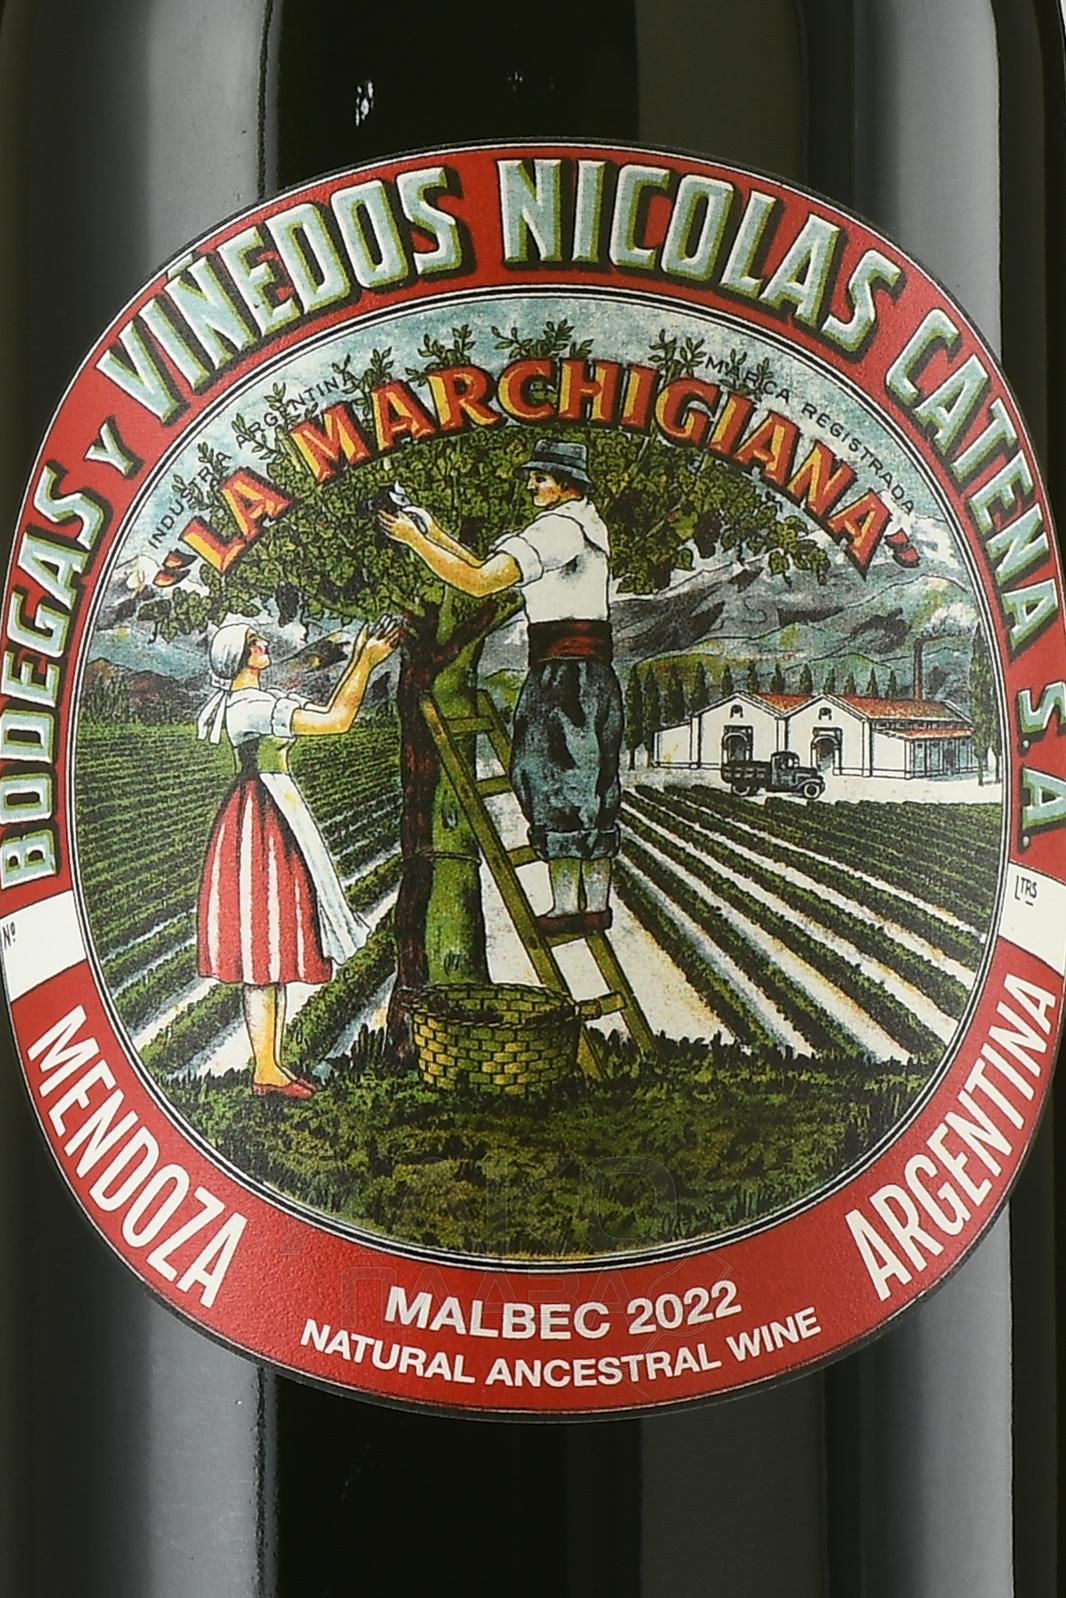 BODEGAS Y VIÑEDOS NICOLAS CATENA S.A.
INDUSTRIA ARGENTINA
MARCA REGISTRADA
"LA MARCHIGIANA"
Nº
LTRS
MENDOZA
ARGENTINA
MALBEC 2022
NATURAL ANCESTRAL WINE